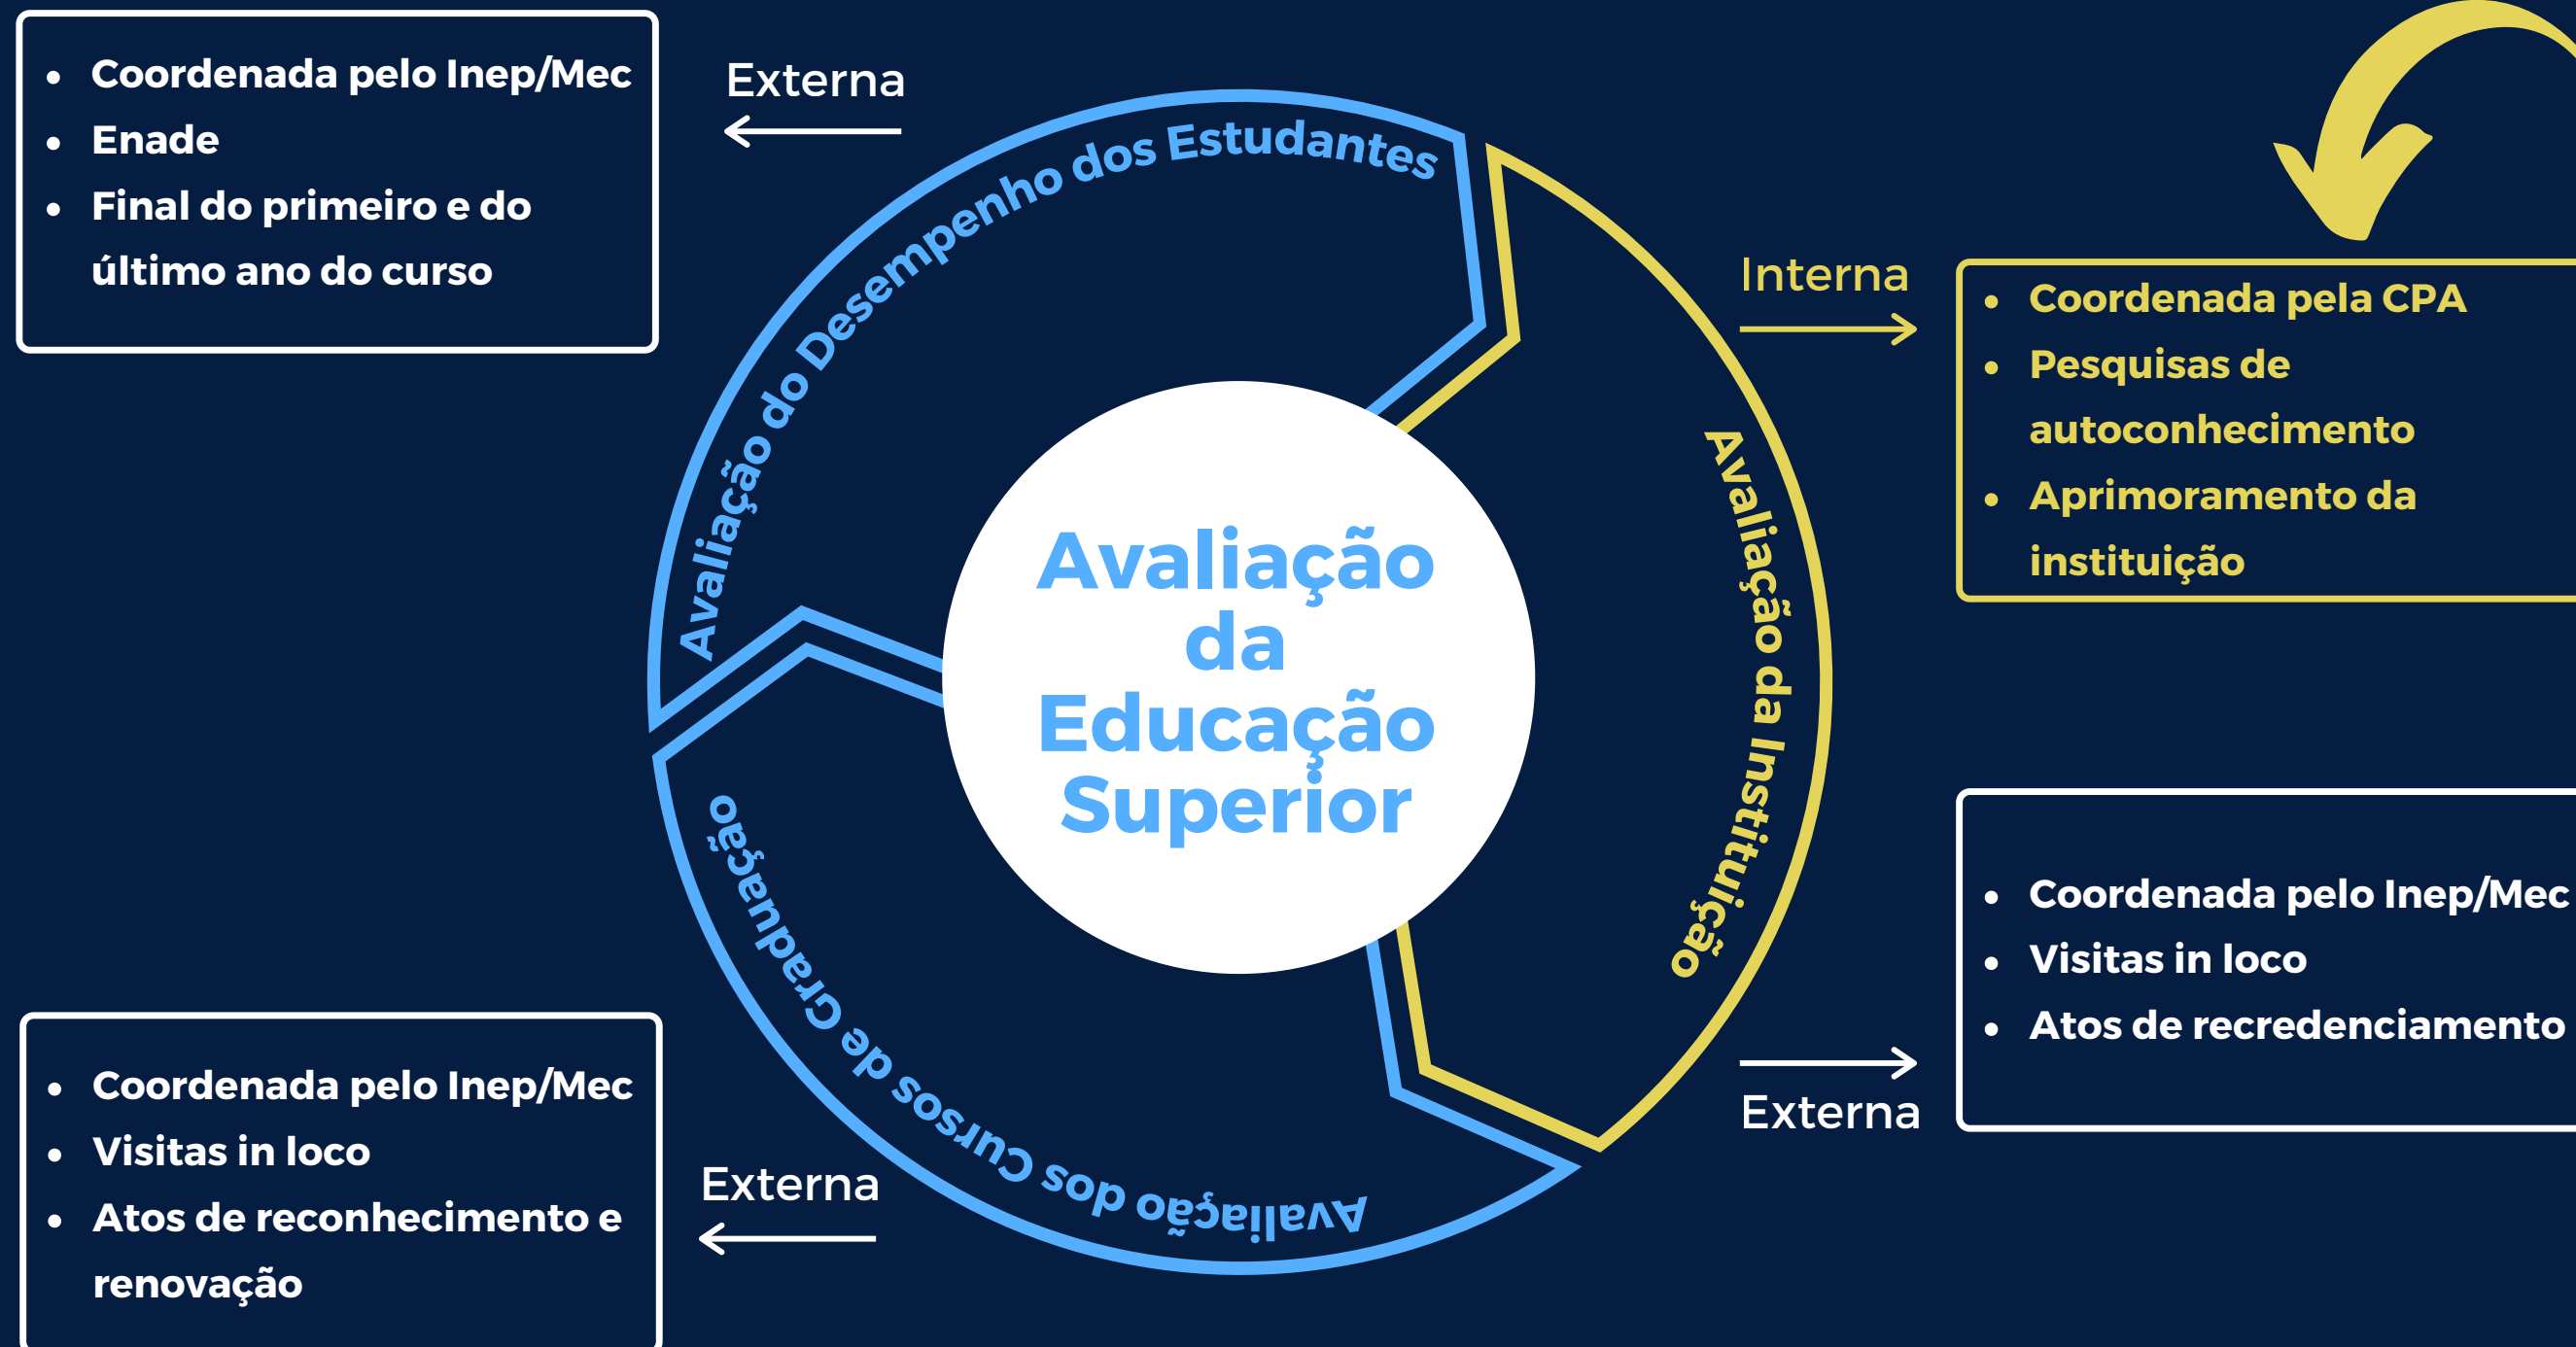 • Coordenada pelo Inep/Mec
• Enade
• Final do primeiro e do
último ano do curso
Externa
Avaliação do Desempenho dos Estudantes
Interna
• Coordenada pela CPA
• Pesquisas de
autoconhecimento
• Aprimoramento da
instituição
Avaliação da Instituição
Avaliação
da
Educação
Superior
• Coordenada pelo Inep/Mec
• Visitas in loco
• Atos de recredenciamento
Externa
Avaliação dos Cursos de Graduação
Externa
• Coordenada pelo Inep/Mec
• Visitas in loco
• Atos de reconhecimento e
renovação